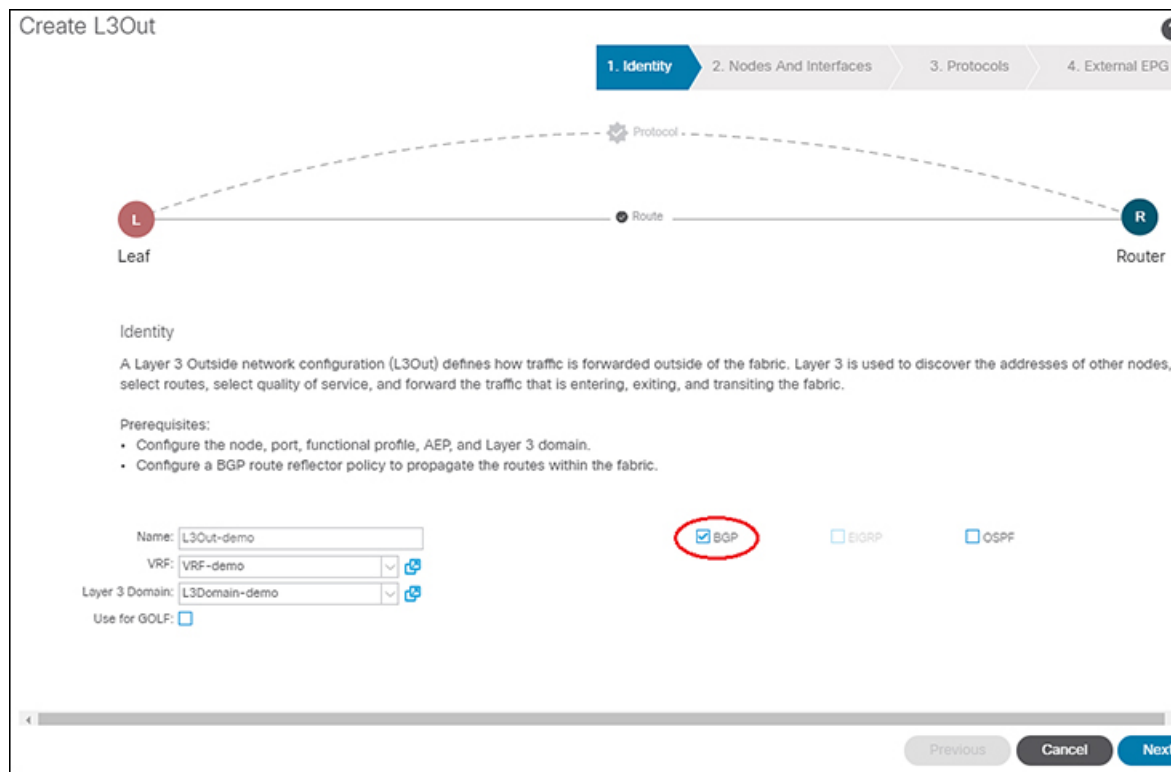 Create L3Out
1. Identity
2. Nodes And Interfaces
3. Protocols
4. External EPG
Protocol
L
Route
R
Leaf
Router
Identity
A Layer 3 Outside network configuration (L3Out) defines how traffic is forwarded outside of the fabric. Layer 3 is used to discover the addresses of other nodes,
select routes, select quality of service, and forward the traffic that is entering, exiting, and transiting the fabric.
Prerequisites:
• Configure the node, port, functional profile, AEP, and Layer 3 domain.
• Configure a BGP route reflector policy to propagate the routes within the fabric.
Name: L3Out-demo
BGP
EIGRP
OSPF
VRF: VRF-demo
Layer 3 Domain: L3Domain-demo
Use for GOLF:
Previous
Cancel
Next